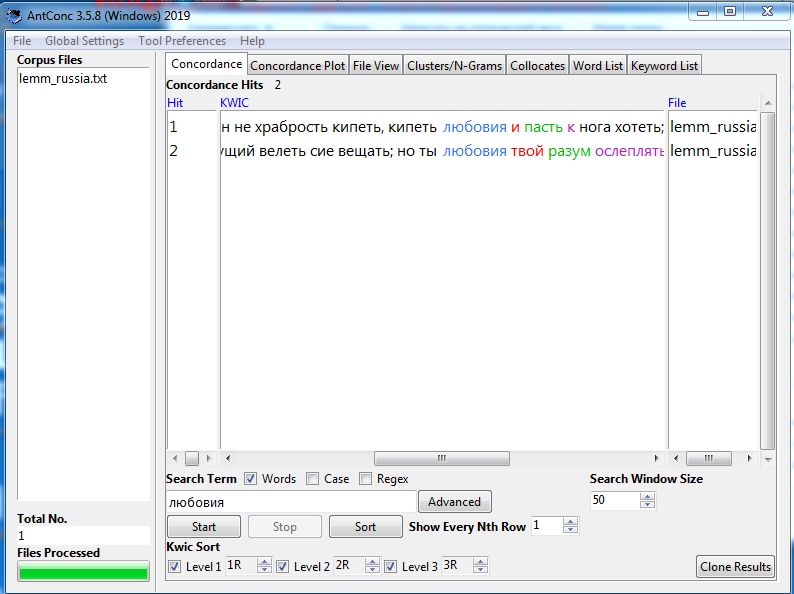 AntConc 3.5.8 (Windows) 2019
File Global Settings Tool Preferences Help
Corpus Files
lemm_russia.txt
Concordance Concordance Plot File View Clusters/N-Grams Collocates Word List Keyword List
Concordance Hits 2
Hit KWIC File
1 н не храбрость кипеть, кипеть любовия и пасть к нога хотеть; lemm_russia
2 ущий велеть сие вещать; но ты любовия твой разум ослеплять lemm_russia
Search Term Words Case Regex Search Window Size
любовия Advanced 50
Start Stop Sort Show Every Nth Row 1
Kwic Sort
Level 1 1R Level 2 2R Level 3 3R Clone Results
Total No.
1
Files Processed